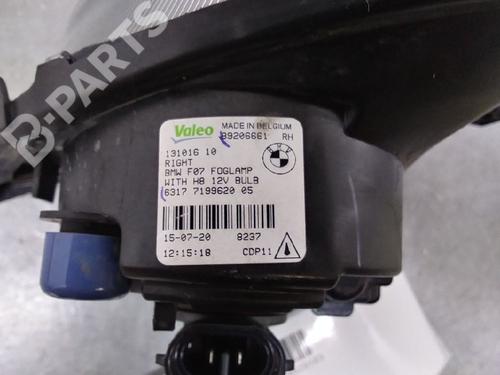 B-Parts
Valeo
MADE IN BELGIUM
89206661 RH
131016 10
RIGHT
BMW F07 FOGLAMP
WITH H8 12V BULB
6317 7199620 05
15-07-20 8237
12:15:18 CDP11